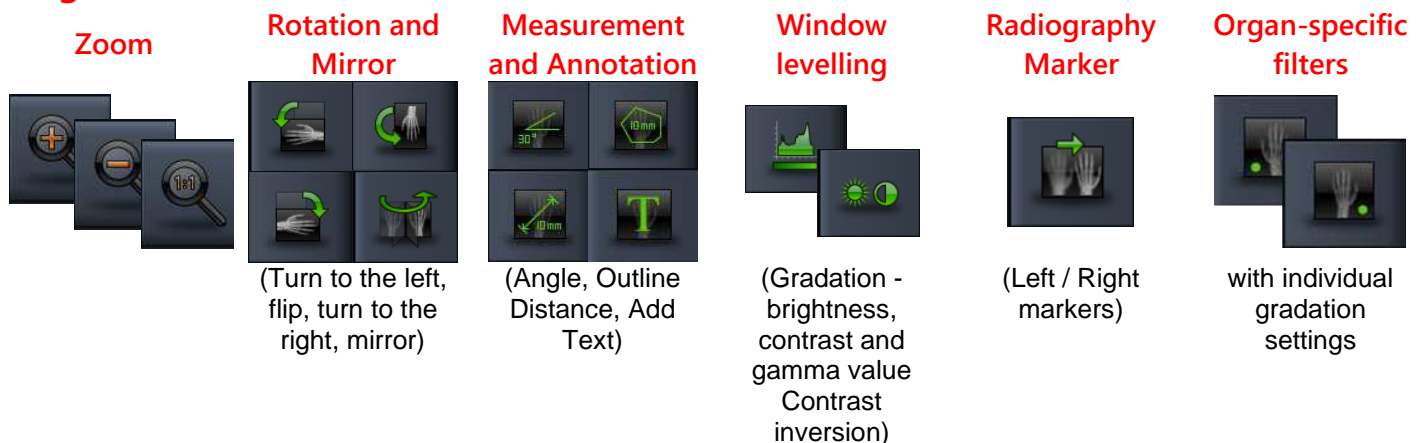 Zoom
Rotation and
Mirror
Measurement
and Annotation
Window
levelling
Radiography
Marker
Organ-specific
filters
1:1
30°
10mm
10mm
T
(Turn to the left,
flip, turn to the
right, mirror)
(Angle, Outline
Distance, Add
Text)
(Gradation -
brightness,
contrast and
gamma value
Contrast
inversion)
(Left / Right
markers)
with individual
gradation
settings